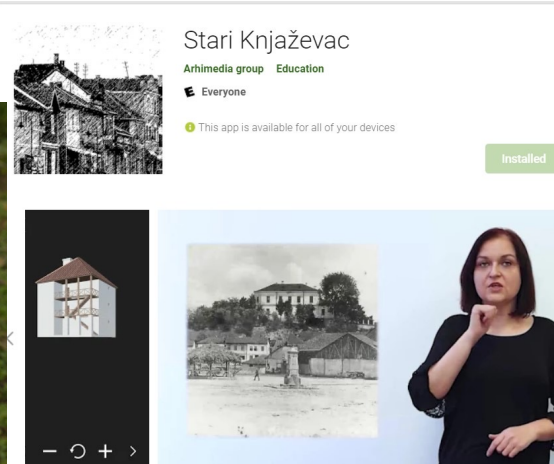 Stari Knjaževac
Arhimedia group Education
E Everyone
This app is available for all of your devices
Installed